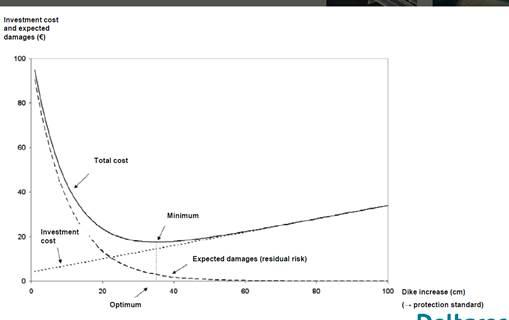 Investment cost
and expected
damages (€)
100
80
60
40
20
0
Total cost
Minimum
Investment
cost
Expected damages (residual risk)
0
20
40
60
80
100
Dike increase (cm)
(→ protection standard)
Optimum